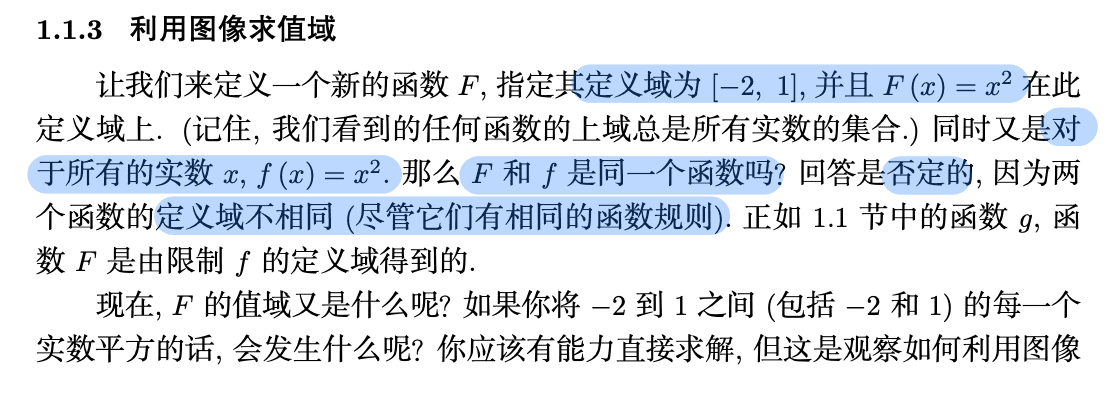 1.1.3 利用图像求值域
让我们来定义一个新的函数 F, 指定其定义域为 [−2, 1], 并且 F (x) = x² 在此
定义域上. (记住, 我们看到的任何函数的上域总是所有实数的集合.) 同时又是对
于所有的实数 x, f (x) = x². 那么 F 和 f 是同一个函数吗? 回答是否定的, 因为两
个函数的定义域不相同 (尽管它们有相同的函数规则). 正如 1.1 节中的函数 g, 函
数 F 是由限制 f 的定义域得到的.
现在, F 的值域又是什么呢? 如果你将 −2 到 1 之间 (包括 −2 和 1) 的每一个
实数平方的话, 会发生什么呢? 你应该有能力直接求解, 但这是观察如何利用图像